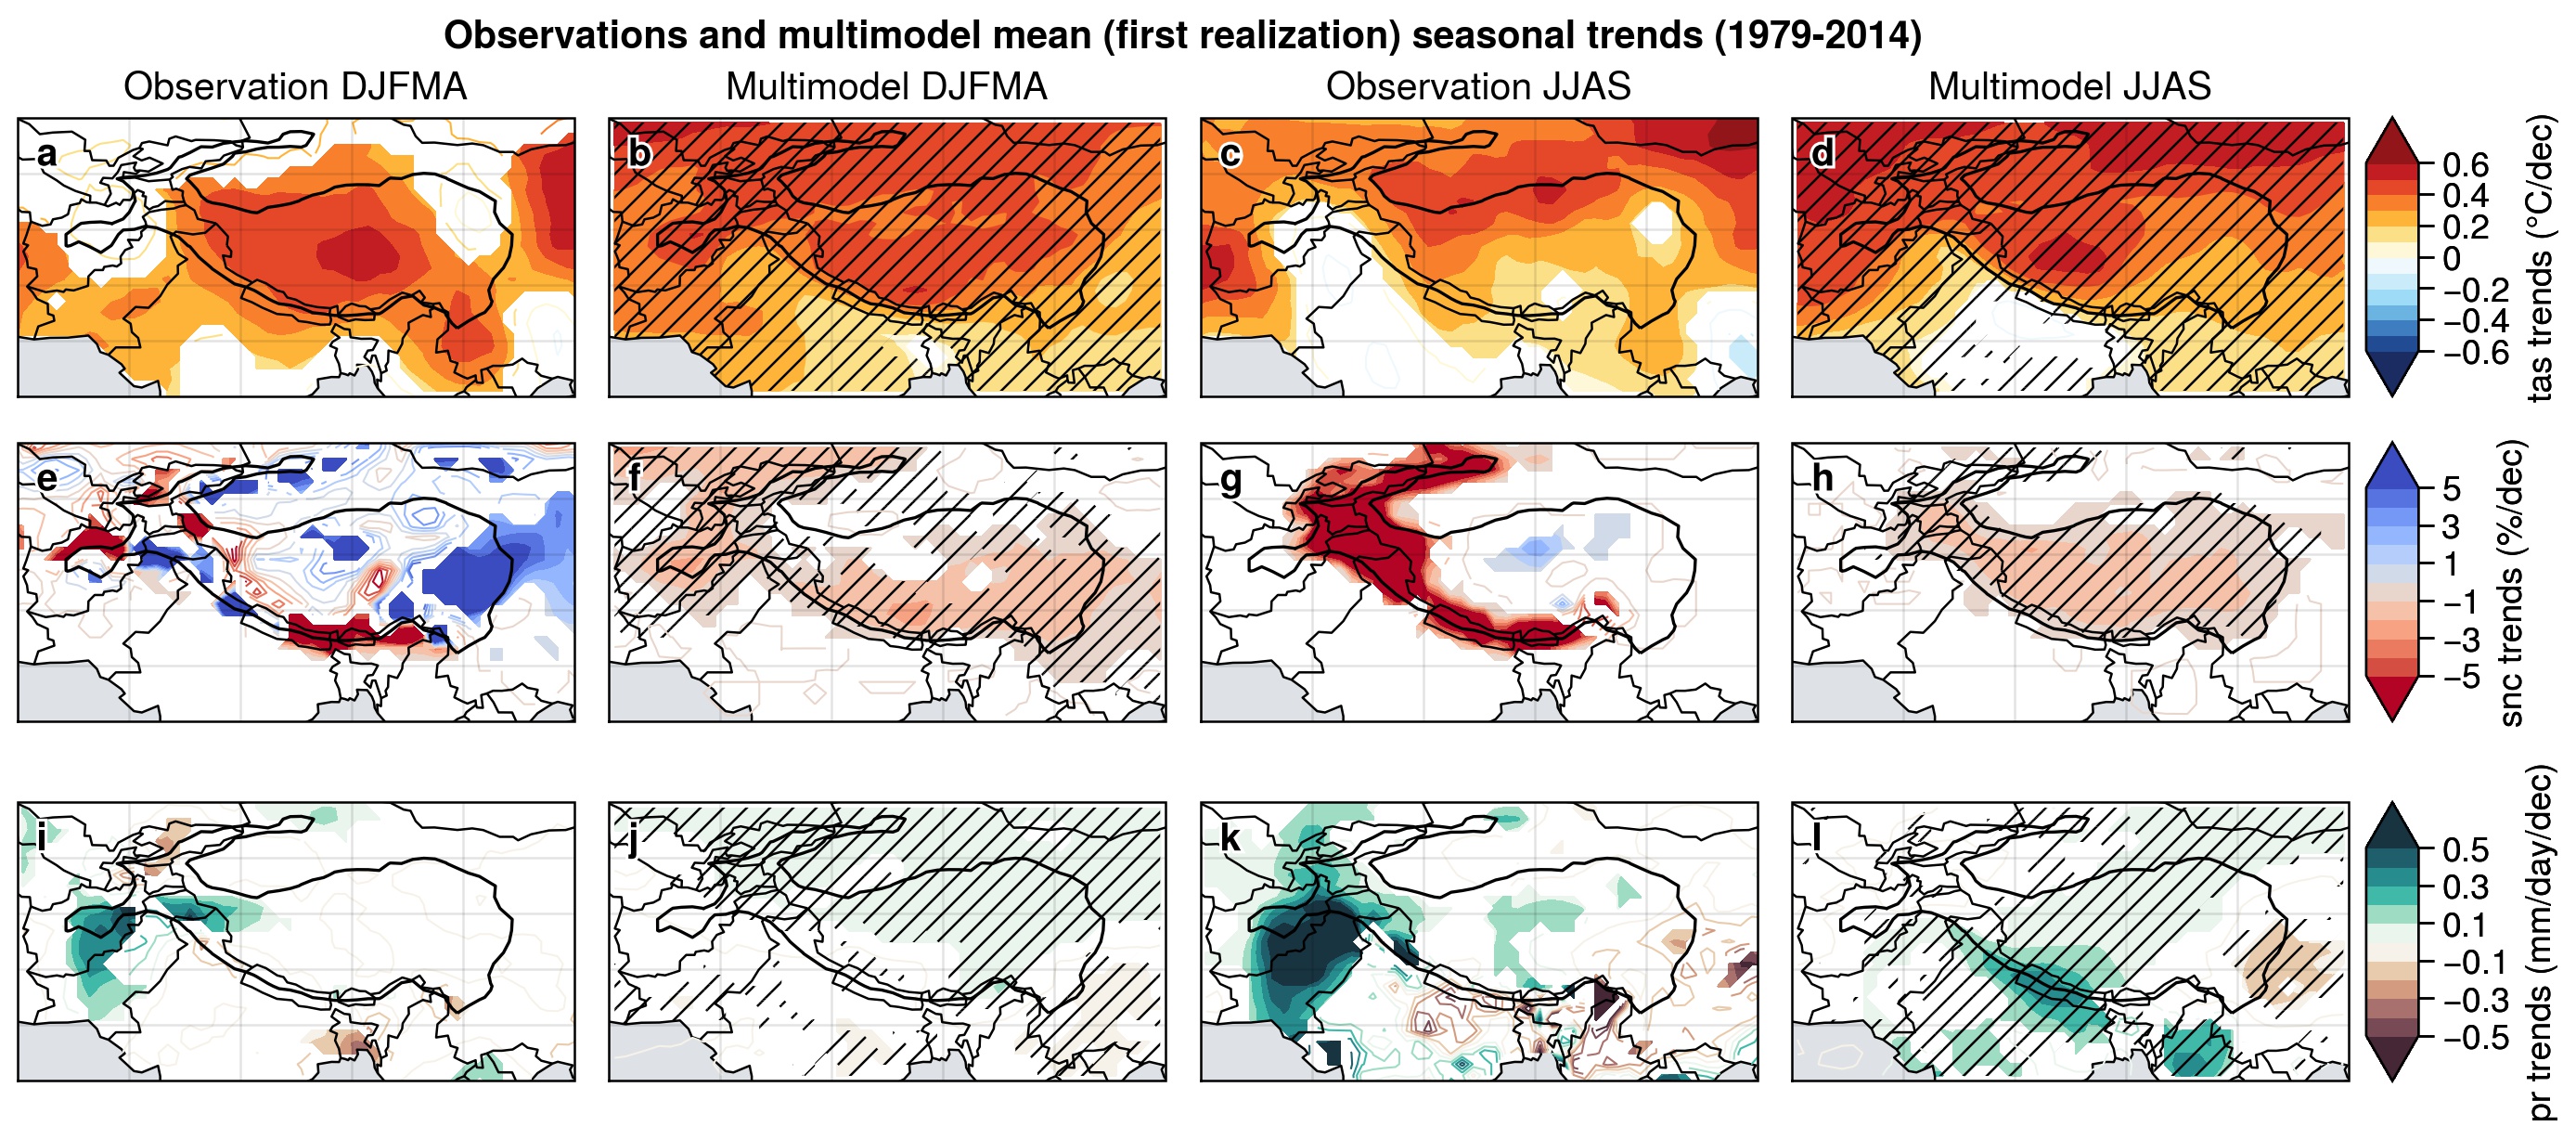 Observations and multimodel mean (first realization) seasonal trends (1979-2014)
Observation DJFMA
Multimodel DJFMA
Observation JJAS
Multimodel JJAS
a
b
c
d
0.6
0.4
0.2
0
−0.2
−0.4
−0.6
tas trends (°C/dec)
e
f
g
h
5
3
1
−1
−3
−5
snc trends (%/dec)
i
j
k
l
0.5
0.3
0.1
−0.1
−0.3
−0.5
pr trends (mm/day/dec)